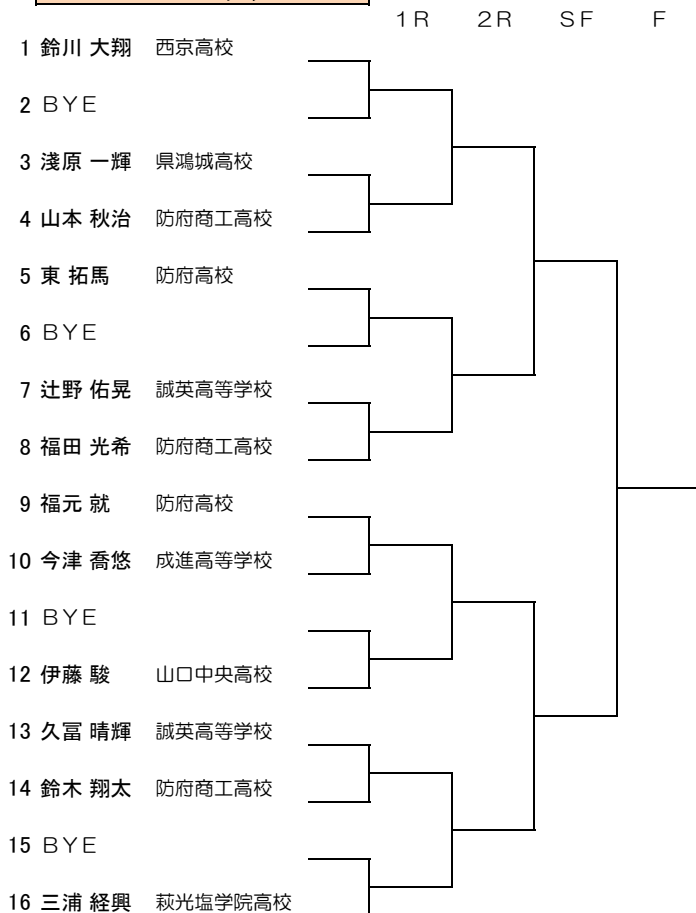 １Ｒ ２Ｒ ＳＦ Ｆ
1 鈴川 大翔 西京高校
2 ＢＹＥ
3 淺原 一輝 県鴻城高校
4 山本 秋治 防府商工高校
5 東 拓馬 防府高校
6 ＢＹＥ
7 辻野 佑晃 誠英高等学校
8 福田 光希 防府商工高校
9 福元 就 防府高校
10 今津 喬悠 成進高等学校
11 ＢＹＥ
12 伊藤 駿 山口中央高校
13 久冨 晴輝 誠英高等学校
14 鈴木 翔太 防府商工高校
15 ＢＹＥ
16 三浦 経興 萩光塩学院高校